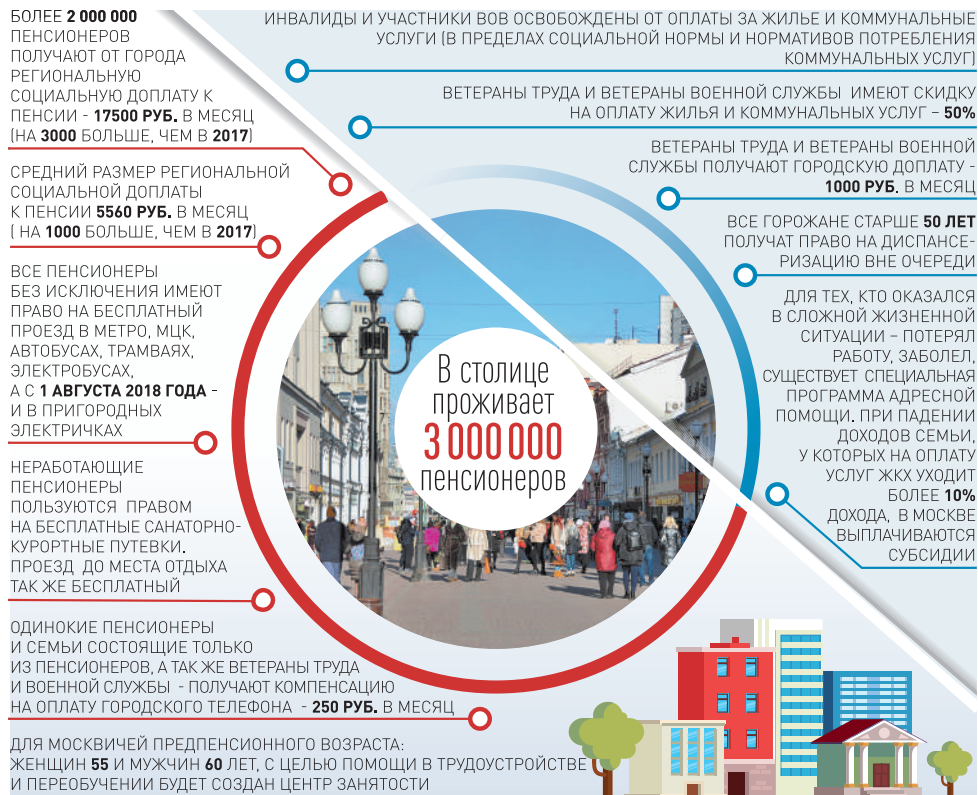 БОЛЕЕ 2 000 000
ПЕНСИОНЕРОВ
ПОЛУЧАЮТ ОТ ГОРОДА
РЕГИОНАЛЬНУЮ
СОЦИАЛЬНУЮ ДОПЛАТУ К
ПЕНСИИ - 17500 РУБ. В МЕСЯЦ
(НА 3000 БОЛЬШЕ, ЧЕМ В 2017)
СРЕДНИЙ РАЗМЕР РЕГИОНАЛЬНОЙ
СОЦИАЛЬНОЙ ДОПЛАТЫ
К ПЕНСИИ 5560 РУБ. В МЕСЯЦ
( НА 1000 БОЛЬШЕ, ЧЕМ В 2017)
ВСЕ ПЕНСИОНЕРЫ
БЕЗ ИСКЛЮЧЕНИЯ ИМЕЮТ
ПРАВО НА БЕСПЛАТНЫЙ
ПРОЕЗД В МЕТРО, МЦК,
АВТОБУСАХ, ТРАМВАЯХ,
ЭЛЕКТРОБУСАХ,
А С 1 АВГУСТА 2018 ГОДА -
И В ПРИГОРОДНЫХ
ЭЛЕКТРИЧКАХ
НЕРАБОТАЮЩИЕ
ПЕНСИОНЕРЫ
ПОЛЬЗУЮТСЯ ПРАВОМ
НА БЕСПЛАТНЫЕ САНАТОРНО-
КУРОРТНЫЕ ПУТЕВКИ.
ПРОЕЗД ДО МЕСТА ОТДЫХА
ТАК ЖЕ БЕСПЛАТНЫЙ
ОДИНОКИЕ ПЕНСИОНЕРЫ
И СЕМЬИ СОСТОЯЩИЕ ТОЛЬКО
ИЗ ПЕНСИОНЕРОВ, А ТАК ЖЕ ВЕТЕРАНЫ ТРУДА
И ВОЕННОЙ СЛУЖБЫ - ПОЛУЧАЮТ КОМПЕНСАЦИЮ
НА ОПЛАТУ ГОРОДСКОГО ТЕЛЕФОНА - 250 РУБ. В МЕСЯЦ
ДЛЯ МОСКВИЧЕЙ ПРЕДПЕНСИОННОГО ВОЗРАСТА:
ЖЕНЩИН 55 И МУЖЧИН 60 ЛЕТ, С ЦЕЛЬЮ ПОМОЩИ В ТРУДОУСТРОЙСТВЕ
И ПЕРЕОБУЧЕНИИ БУДЕТ СОЗДАН ЦЕНТР ЗАНЯТОСТИ
В столице
проживает
3 000 000
пенсионеров
ИНВАЛИДЫ И УЧАСТНИКИ ВОВ ОСВОБОЖДЕНЫ ОТ ОПЛАТЫ ЗА ЖИЛЬЕ И КОММУНАЛЬНЫЕ
УСЛУГИ (В ПРЕДЕЛАХ СОЦИАЛЬНОЙ НОРМЫ И НОРМАТИВОВ ПОТРЕБЛЕНИЯ
КОММУНАЛЬНЫХ УСЛУГ)
ВЕТЕРАНЫ ТРУДА И ВЕТЕРАНЫ ВОЕННОЙ СЛУЖБЫ ИМЕЮТ СКИДКУ
НА ОПЛАТУ ЖИЛЬЯ И КОММУНАЛЬНЫХ УСЛУГ – 50%
ВЕТЕРАНЫ ТРУДА И ВЕТЕРАНЫ ВОЕННОЙ
СЛУЖБЫ ПОЛУЧАЮТ ГОРОДСКУЮ ДОПЛАТУ -
1000 РУБ. В МЕСЯЦ
ВСЕ ГОРОЖАНЕ СТАРШЕ 50 ЛЕТ
ПОЛУЧАТ ПРАВО НА ДИСПАНСЕ-
РИЗАЦИЮ ВНЕ ОЧЕРЕДИ
ДЛЯ ТЕХ, КТО ОКАЗАЛСЯ
В СЛОЖНОЙ ЖИЗНЕННОЙ
СИТУАЦИИ – ПОТЕРЯЛ
РАБОТУ, ЗАБОЛЕЛ,
СУЩЕСТВУЕТ СПЕЦИАЛЬНАЯ
ПРОГРАММА АДРЕСНОЙ
ПОМОЩИ. ПРИ ПАДЕНИИ
ДОХОДОВ СЕМЬИ,
У КОТОРЫХ НА ОПЛАТУ
УСЛУГ ЖКХ УХОДИТ
БОЛЕЕ 10%
ДОХОДА, В МОСКВЕ
ВЫПЛАЧИВАЮТСЯ
СУБСИДИИ